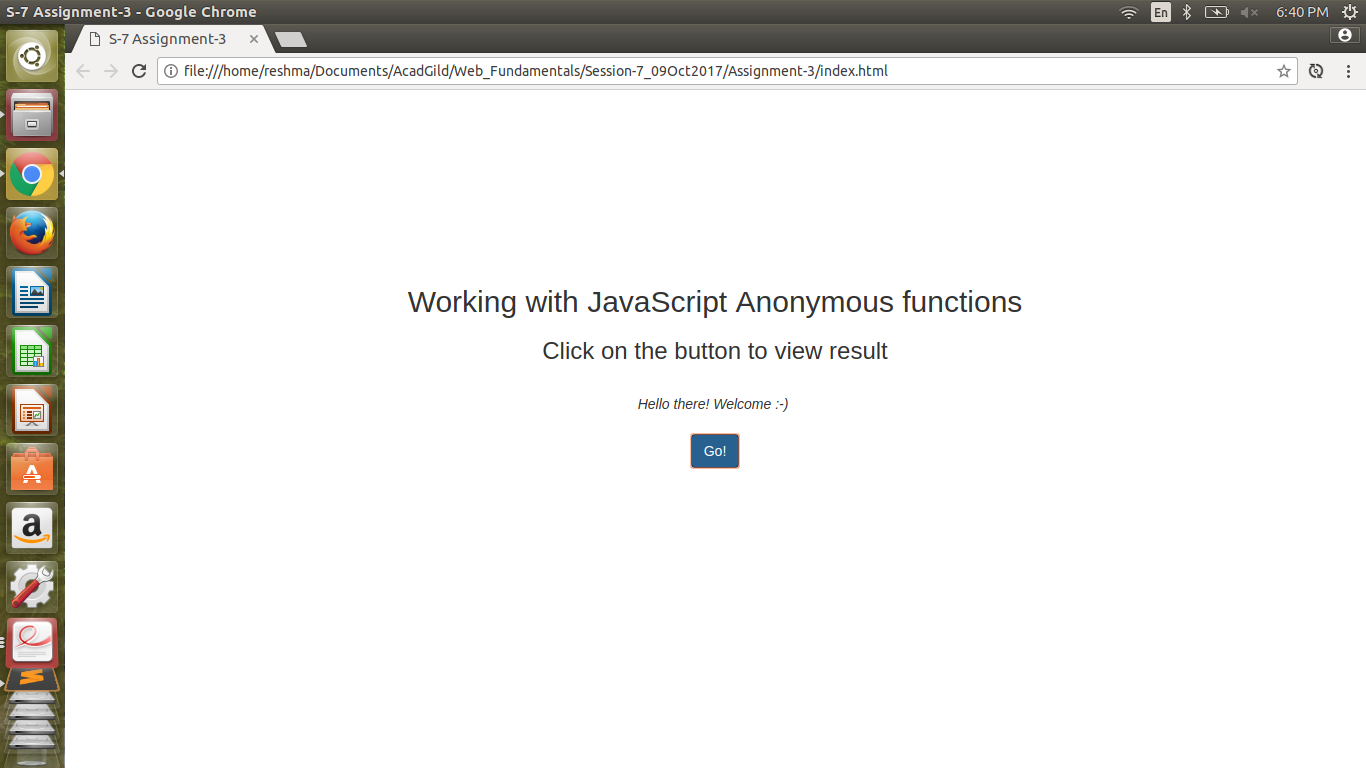 S-7 Assignment-3 - Google Chrome
En
6:40 PM
S-7 Assignment-3
file:///home/reshma/Documents/AcadGild/Web_Fundamentals/Session-7_09Oct2017/Assignment-3/index.html
Working with JavaScript Anonymous functions
Click on the button to view result
Hello there! Welcome :-)
Go!